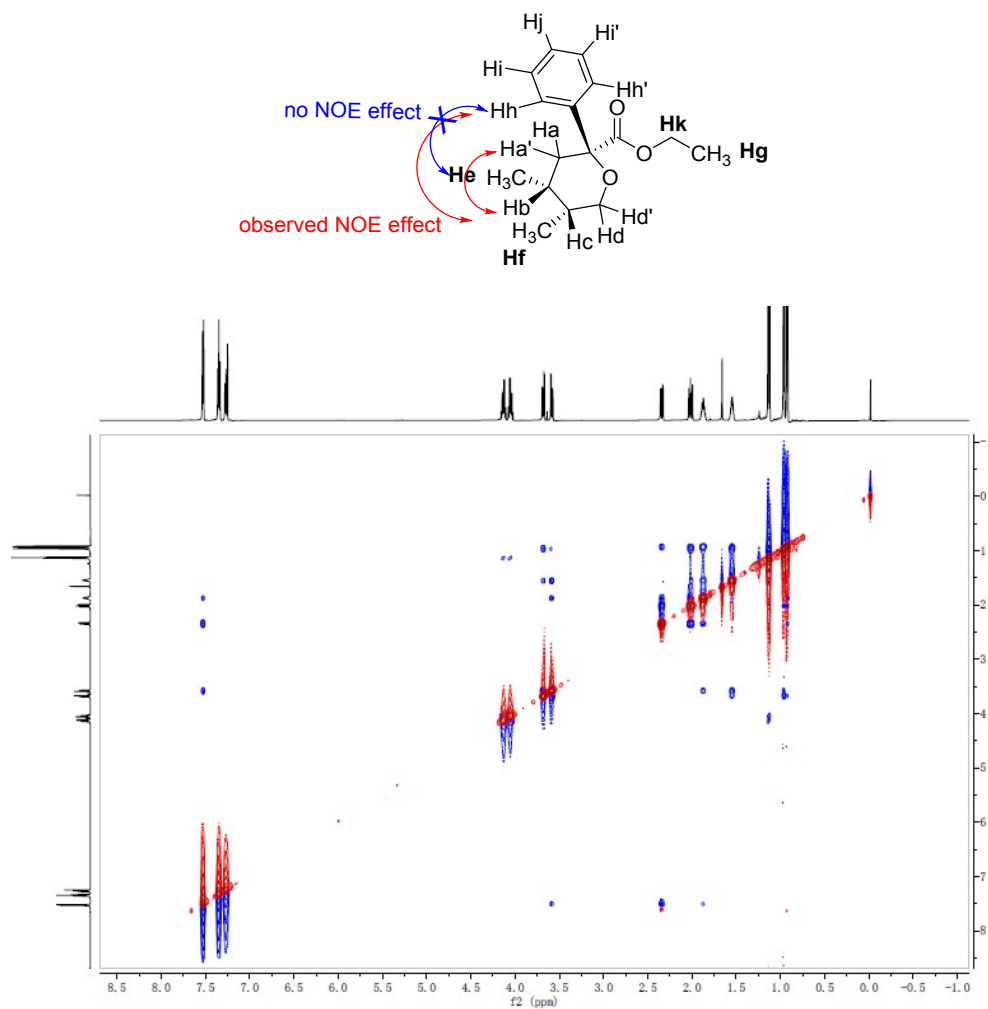 Hj
Hi'
Hi
Hh'
no NOE effect
Hh
O
Hk
Ha
Ha'
O
CH3
Hg
He
H3C
O
Hb
Hd'
observed NOE effect
H3C
Hc
Hd
Hf
-1
0
1
2
3
4
5
6
7
8
8.5 8.0 7.5 7.0 6.5 6.0 5.5 5.0 4.5 4.0 3.5 3.0 2.5 2.0 1.5 1.0 0.5 0.0 -0.5 -1.0
f2 (ppm)